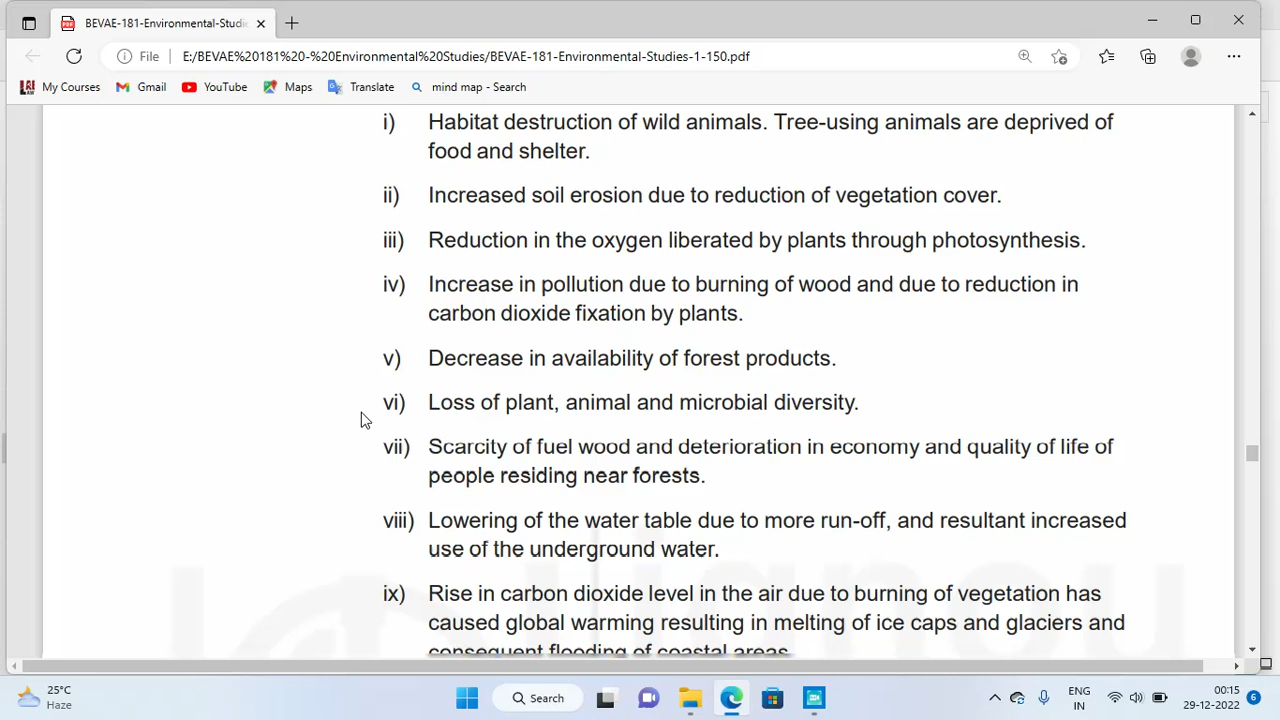 BEVAE-181-Environmental-Studie
File
E:/BEVAE%20181%20-%20Environmental%20Studies/BEVAE-181-Environmental-Studies-1-150.pdf
My Courses Gmail YouTube Maps Translate mind map - Search
i) Habitat destruction of wild animals. Tree-using animals are deprived of
food and shelter.
ii) Increased soil erosion due to reduction of vegetation cover.
iii) Reduction in the oxygen liberated by plants through photosynthesis.
iv) Increase in pollution due to burning of wood and due to reduction in
carbon dioxide fixation by plants.
v) Decrease in availability of forest products.
vi) Loss of plant, animal and microbial diversity.
vii) Scarcity of fuel wood and deterioration in economy and quality of life of
people residing near forests.
viii) Lowering of the water table due to more run-off, and resultant increased
use of the underground water.
ix) Rise in carbon dioxide level in the air due to burning of vegetation has
caused global warming resulting in melting of ice caps and glaciers and
consequent flooding of coastal areas.
25°C
Haze
Search
ENG
IN
00:15
29-12-2022
6